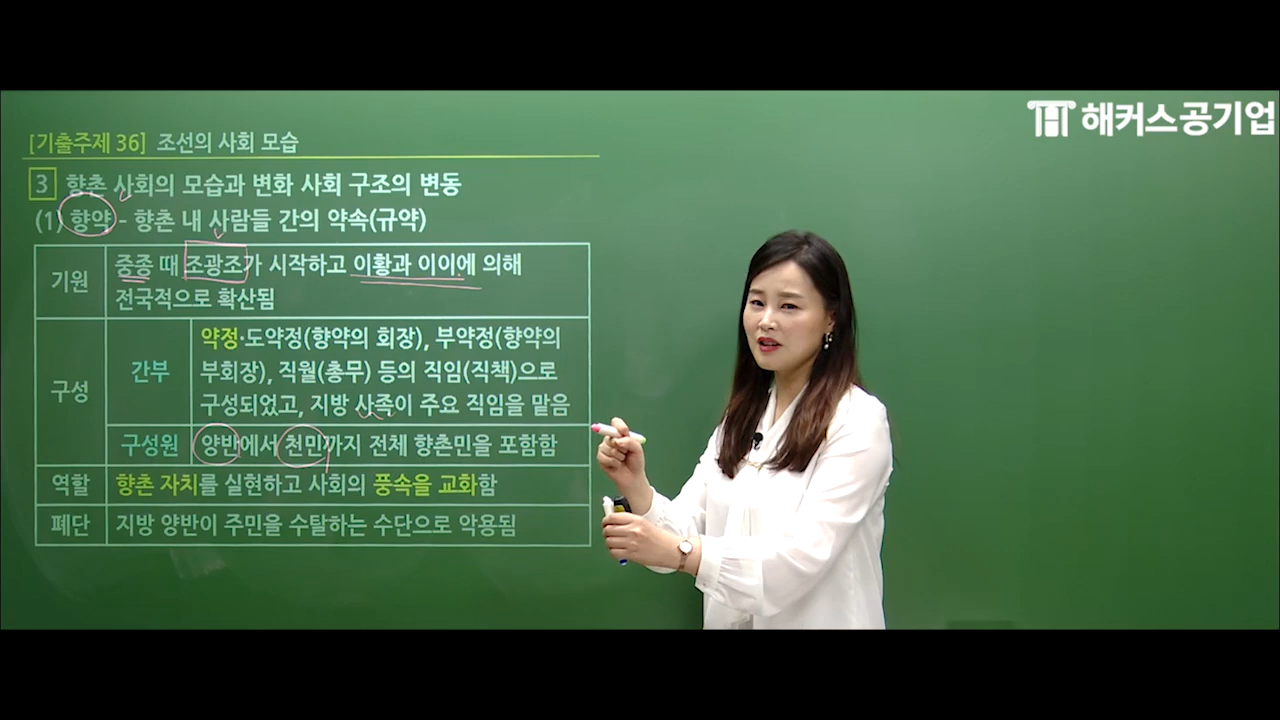 해커스공기업
[기출주제 36] 조선의 사회 모습
3 향촌 사회의 모습과 변화 사회 구조의 변동
(1) 향약 - 향촌 내 사람들 간의 약속(규약)
기원
중종 때 조광조가 시작하고 이황과 이이에 의해
전국적으로 확산됨
구성
간부
약정·도약정(향약의 회장), 부약정(향약의
부회장), 직월(총무) 등의 직임(직책)으로
구성되었고, 지방 사족이 주요 직임을 맡음
구성원
양반에서 천민까지 전체 향촌민을 포함함
역할
향촌 자치를 실현하고 사회의 풍속을 교화함
폐단
지방 양반이 주민을 수탈하는 수단으로 악용됨